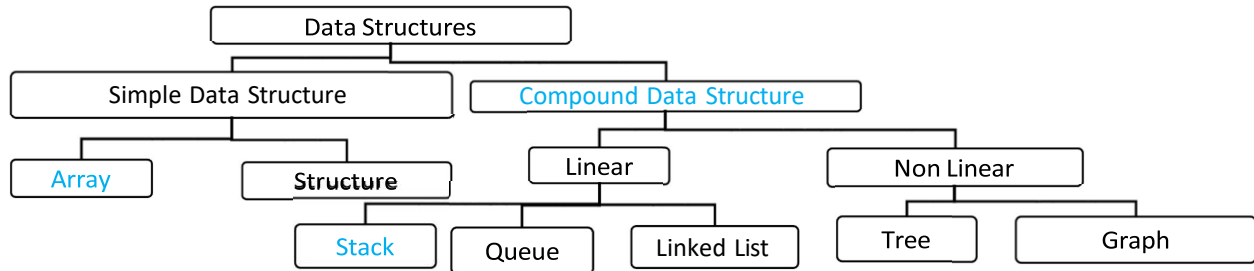 Data Structures
Simple Data Structure
Compound Data Structure
Array
Structure
Linear
Non Linear
Stack
Queue
Linked List
Tree
Graph